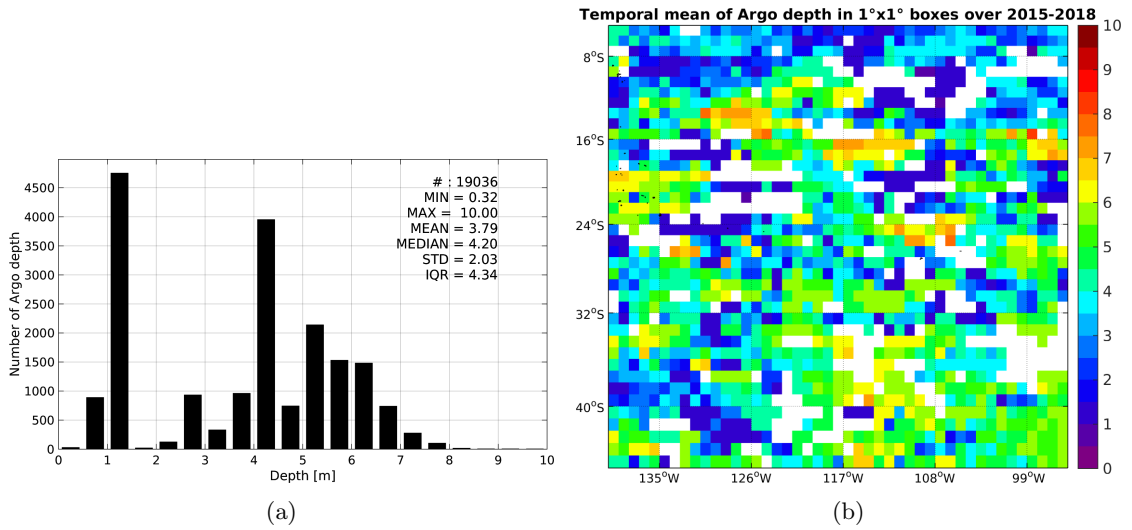 Temporal mean of Argo depth in 1°x1° boxes over 2015-2018
# : 19036
MIN = 0.32
MAX = 10.00
MEAN = 3.79
MEDIAN = 4.20
STD = 2.03
IQR = 4.34
Number of Argo depth
4500
4000
3500
3000
2500
2000
1500
1000
500
0
0 1 2 3 4 5 6 7 8 9 10
Depth [m]
(a)
8°S
16°S
24°S
32°S
40°S
135°W 126°W 117°W 108°W 99°W
10
9
8
7
6
5
4
3
2
1
0
(b)